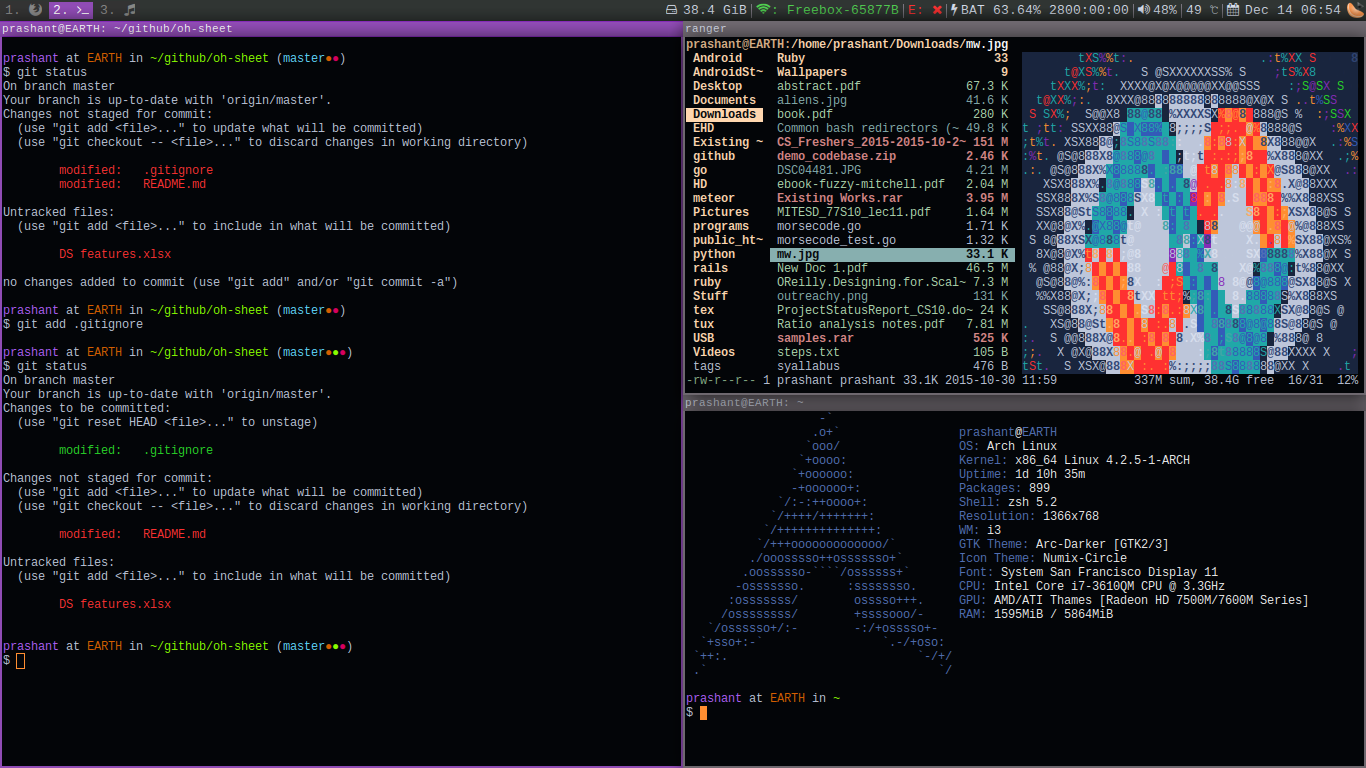 1. 2. >_ 3. 38.4 GiB : Freebox-65877B E: BAT 63.64% 2800:00:00 48% 49 °C Dec 14 06:54
prashant@EARTH: ~/github/oh-sheet
prashant at EARTH in ~/github/oh-sheet (master●●)
$ git status
On branch master
Your branch is up-to-date with 'origin/master'.
Changes not staged for commit:
(use "git add <file>..." to update what will be committed)
(use "git checkout -- <file>..." to discard changes in working directory)
modified:   .gitignore
modified:   README.md
Untracked files:
(use "git add <file>..." to include in what will be committed)
DS features.xlsx
no changes added to commit (use "git add" and/or "git commit -a")
prashant at EARTH in ~/github/oh-sheet (master●●)
$ git add .gitignore
prashant at EARTH in ~/github/oh-sheet (master●●●)
$ git status
On branch master
Your branch is up-to-date with 'origin/master'.
Changes to be committed:
(use "git reset HEAD <file>..." to unstage)
modified:   .gitignore
Changes not staged for commit:
(use "git add <file>..." to update what will be committed)
(use "git checkout -- <file>..." to discard changes in working directory)
modified:   README.md
Untracked files:
(use "git add <file>..." to include in what will be committed)
DS features.xlsx
prashant at EARTH in ~/github/oh-sheet (master●●●)
$
ranger
prashant@EARTH:/home/prashant/Downloads/mw.jpg
Android Ruby 33
AndroidSt~ Wallpapers 9
Desktop abstract.pdf 67.3 K
Documents aliens.jpg 41.6 K
Downloads book.pdf 280 K
EHD Common bash redirectors (~ 49.8 K
Existing ~ CS_Freshers_2015-2015-10-2~ 151 M
github demo_codebase.zip 2.46 K
go DSC04481.JPG 4.21 M
HD ebook-fuzzy-mitchell.pdf 2.04 M
meteor Existing Works.rar 3.95 M
Pictures MITESD_77S10_lec11.pdf 1.64 M
programs morsecode.go 1.71 K
public_ht~ morsecode_test.go 1.32 K
python mw.jpg 33.1 K
rails New Doc 1.pdf 46.5 M
ruby OReilly.Designing.for.Scal~ 7.3 M
Stuff outreachy.png 131 K
tex ProjectStatusReport_CS10.do~ 24 K
tux Ratio analysis notes.pdf 7.81 M
USB samples.rar 525 K
Videos steps.txt 105 B
tags syallabus 476 B
-rw-r--r-- 1 prashant prashant 33.1K 2015-10-30 11:59 337M sum, 38.4G free 16/31 12%
prashant@EARTH: ~
prashant@EARTH
OS: Arch Linux
Kernel: x86_64 Linux 4.2.5-1-ARCH
Uptime: 1d 10h 35m
Packages: 899
Shell: zsh 5.2
Resolution: 1366x768
WM: i3
GTK Theme: Arc-Darker [GTK2/3]
Icon Theme: Numix-Circle
Font: System San Francisco Display 11
CPU: Intel Core i7-3610QM CPU @ 3.3GHz
GPU: AMD/ATI Thames [Radeon HD 7500M/7600M Series]
RAM: 1595MiB / 5864MiB
prashant at EARTH in ~
$